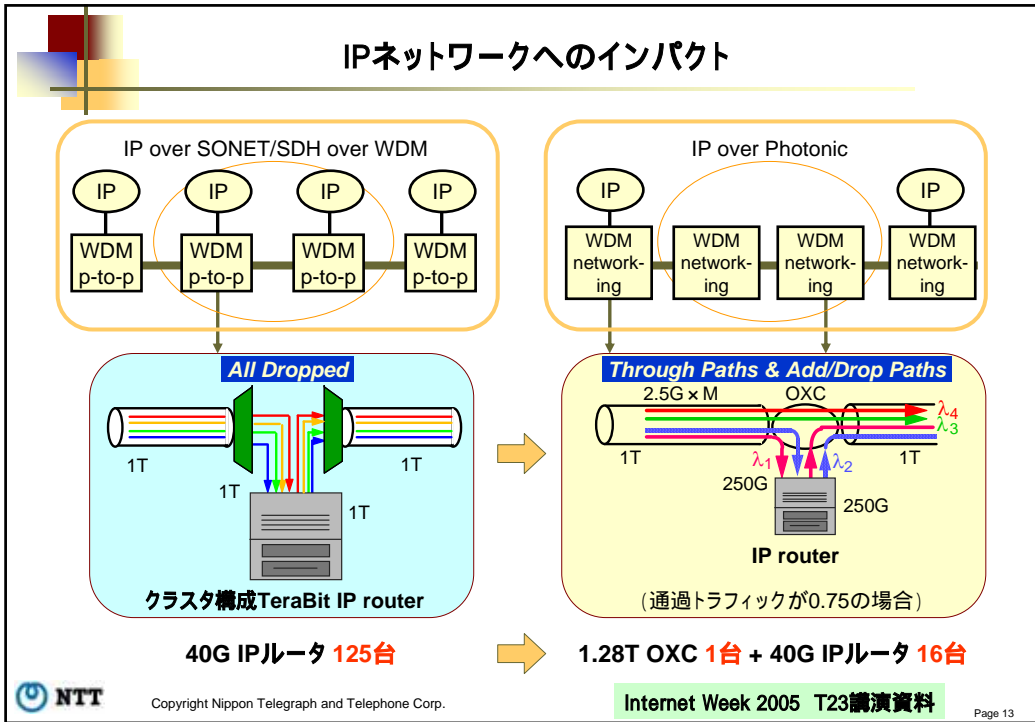 IPネットワークへのインパクト
IP over SONET/SDH over WDM
IP
IP
IP
IP
WDM
p-to-p
WDM
p-to-p
WDM
p-to-p
WDM
p-to-p
IP over Photonic
IP
IP
WDM
network-
ing
WDM
network-
ing
WDM
network-
ing
WDM
network-
ing
All Dropped
1T
1T
1T
1T
クラスタ構成TeraBit IP router
Through Paths & Add/Drop Paths
2.5G×M
OXC
λ4
λ3
1T
λ1
λ2
1T
250G
250G
IP router
(通過トラフィックが0.75の場合)
40G IPルータ 125台
1.28T OXC 1台 + 40G IPルータ 16台
NTT
Copyright Nippon Telegraph and Telephone Corp.
Internet Week 2005 T23講演資料
Page 13